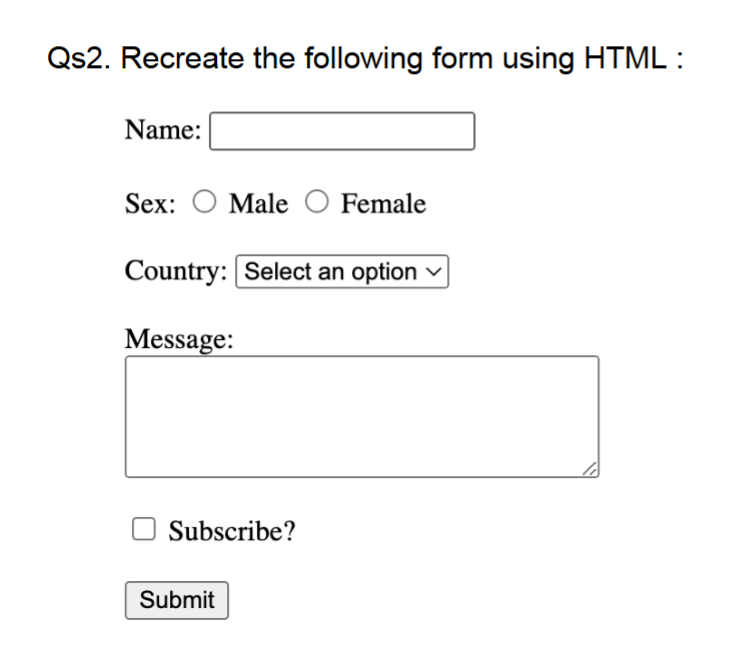 Qs2. Recreate the following form using HTML :
Name:
Sex: Male Female
Country: Select an option
Message:
Subscribe?
Submit